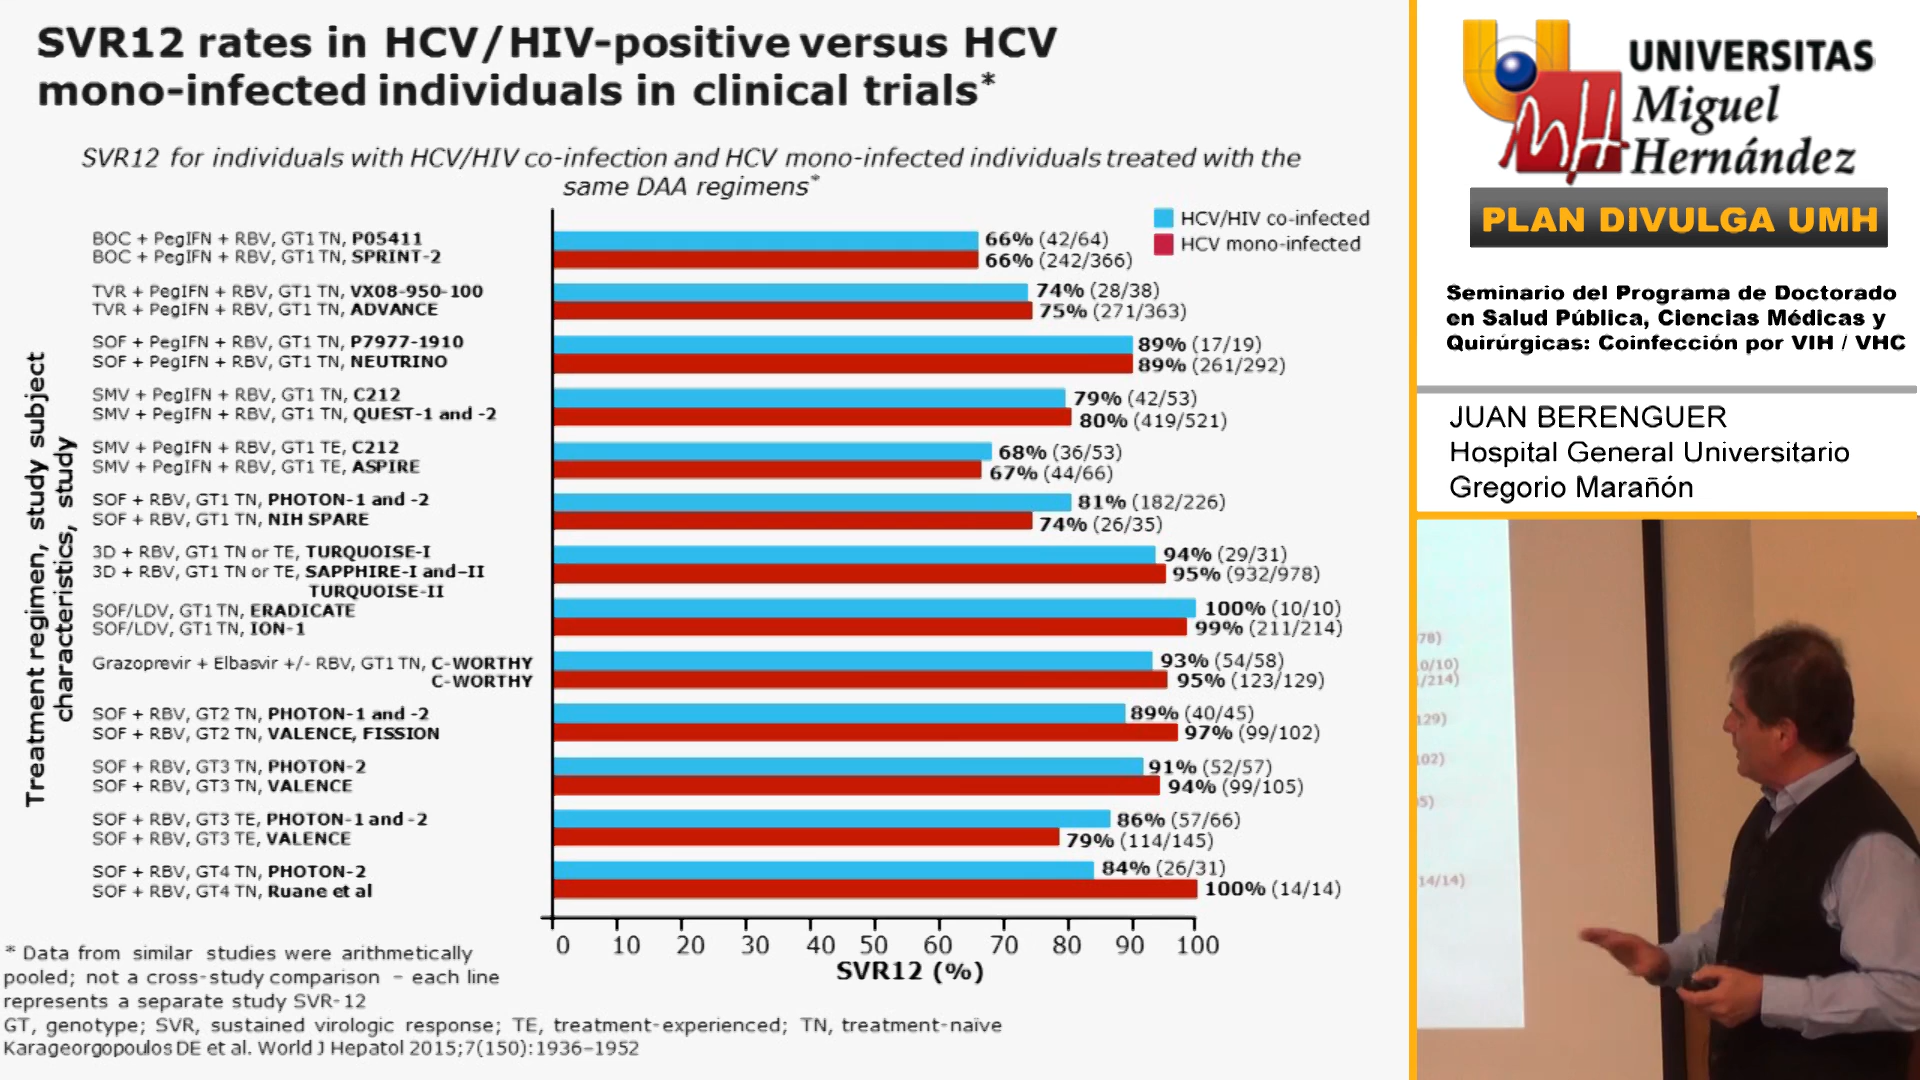 SVR12 rates in HCV/HIV-positive versus HCV
mono-infected individuals in clinical trials*
SVR12 for individuals with HCV/HIV co-infection and HCV mono-infected individuals treated with the
same DAA regimens*
HCV/HIV co-infected
HCV mono-infected
Treatment regimen, study subject
characteristics, study
BOC + PegIFN + RBV, GT1 TN, P05411 66% (42/64)
BOC + PegIFN + RBV, GT1 TN, SPRINT-2 66% (242/366)
TVR + PegIFN + RBV, GT1 TN, VX08-950-100 74% (28/38)
TVR + PegIFN + RBV, GT1 TN, ADVANCE 75% (271/363)
SOF + PegIFN + RBV, GT1 TN, P7977-1910 89% (17/19)
SOF + PegIFN + RBV, GT1 TN, NEUTRINO 89% (261/292)
SMV + PegIFN + RBV, GT1 TN, C212 79% (42/53)
SMV + PegIFN + RBV, GT1 TN, QUEST-1 and -2 80% (419/521)
SMV + PegIFN + RBV, GT1 TE, C212 68% (36/53)
SMV + PegIFN + RBV, GT1 TE, ASPIRE 67% (44/66)
SOF + RBV, GT1 TN, PHOTON-1 and -2 81% (182/226)
SOF + RBV, GT1 TN, NIH SPARE 74% (26/35)
3D + RBV, GT1 TN or TE, TURQUOISE-I 94% (29/31)
3D + RBV, GT1 TN or TE, SAPPHIRE-I and-II 95% (932/978)
TURQUOISE-II
SOF/LDV, GT1 TN, ERADICATE 100% (10/10)
SOF/LDV, GT1 TN, ION-1 99% (211/214)
Grazoprevir + Elbasvir +/- RBV, GT1 TN, C-WORTHY 93% (54/58)
C-WORTHY 95% (123/129)
SOF + RBV, GT2 TN, PHOTON-1 and -2 89% (40/45)
SOF + RBV, GT2 TN, VALENCE, FISSION 97% (99/102)
SOF + RBV, GT3 TN, PHOTON-2 91% (52/57)
SOF + RBV, GT3 TN, VALENCE 94% (99/105)
SOF + RBV, GT3 TE, PHOTON-1 and -2 86% (57/66)
SOF + RBV, GT3 TE, VALENCE 79% (114/145)
SOF + RBV, GT4 TN, PHOTON-2 84% (26/31)
SOF + RBV, GT4 TN, Ruane et al 100% (14/14)
0 10 20 30 40 50 60 70 80 90 100
SVR12 (%)
* Data from similar studies were arithmetically
pooled; not a cross-study comparison – each line
represents a separate study SVR-12
GT, genotype; SVR, sustained virologic response; TE, treatment-experienced; TN, treatment-naïve
Karageorgopoulos DE et al. World J Hepatol 2015;7(150):1936–1952
UNIVERSITAS
Miguel
Hernández
PLAN DIVULGA UMH
Seminario del Programa de Doctorado
en Salud Pública, Ciencias Médicas y
Quirúrgicas: Coinfección por VIH / VHC
JUAN BERENGUER
Hospital General Universitario
Gregorio Marañón
78)
0/10)
/214)
129)
02)
5)
14/14)